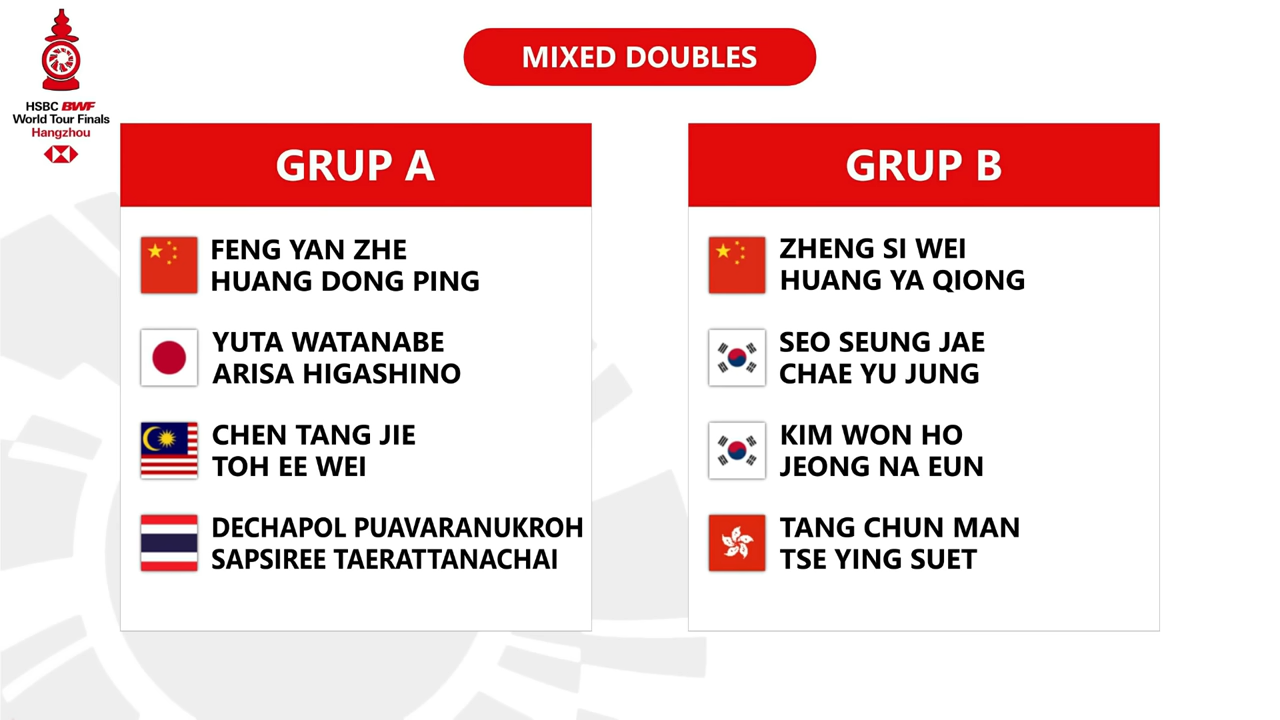 HSBC BWF
World Tour Finals
Hangzhou
MIXED DOUBLES
GRUP A
FENG YAN ZHE
HUANG DONG PING
YUTA WATANABE
ARISA HIGASHINO
CHEN TANG JIE
TOH EE WEI
DECHAPOL PUAVARANUKROH
SAPSIREE TAERATTANACHAI
GRUP B
ZHENG SI WEI
HUANG YA QIONG
SEO SEUNG JAE
CHAE YU JUNG
KIM WON HO
JEONG NA EUN
TANG CHUN MAN
TSE YING SUET